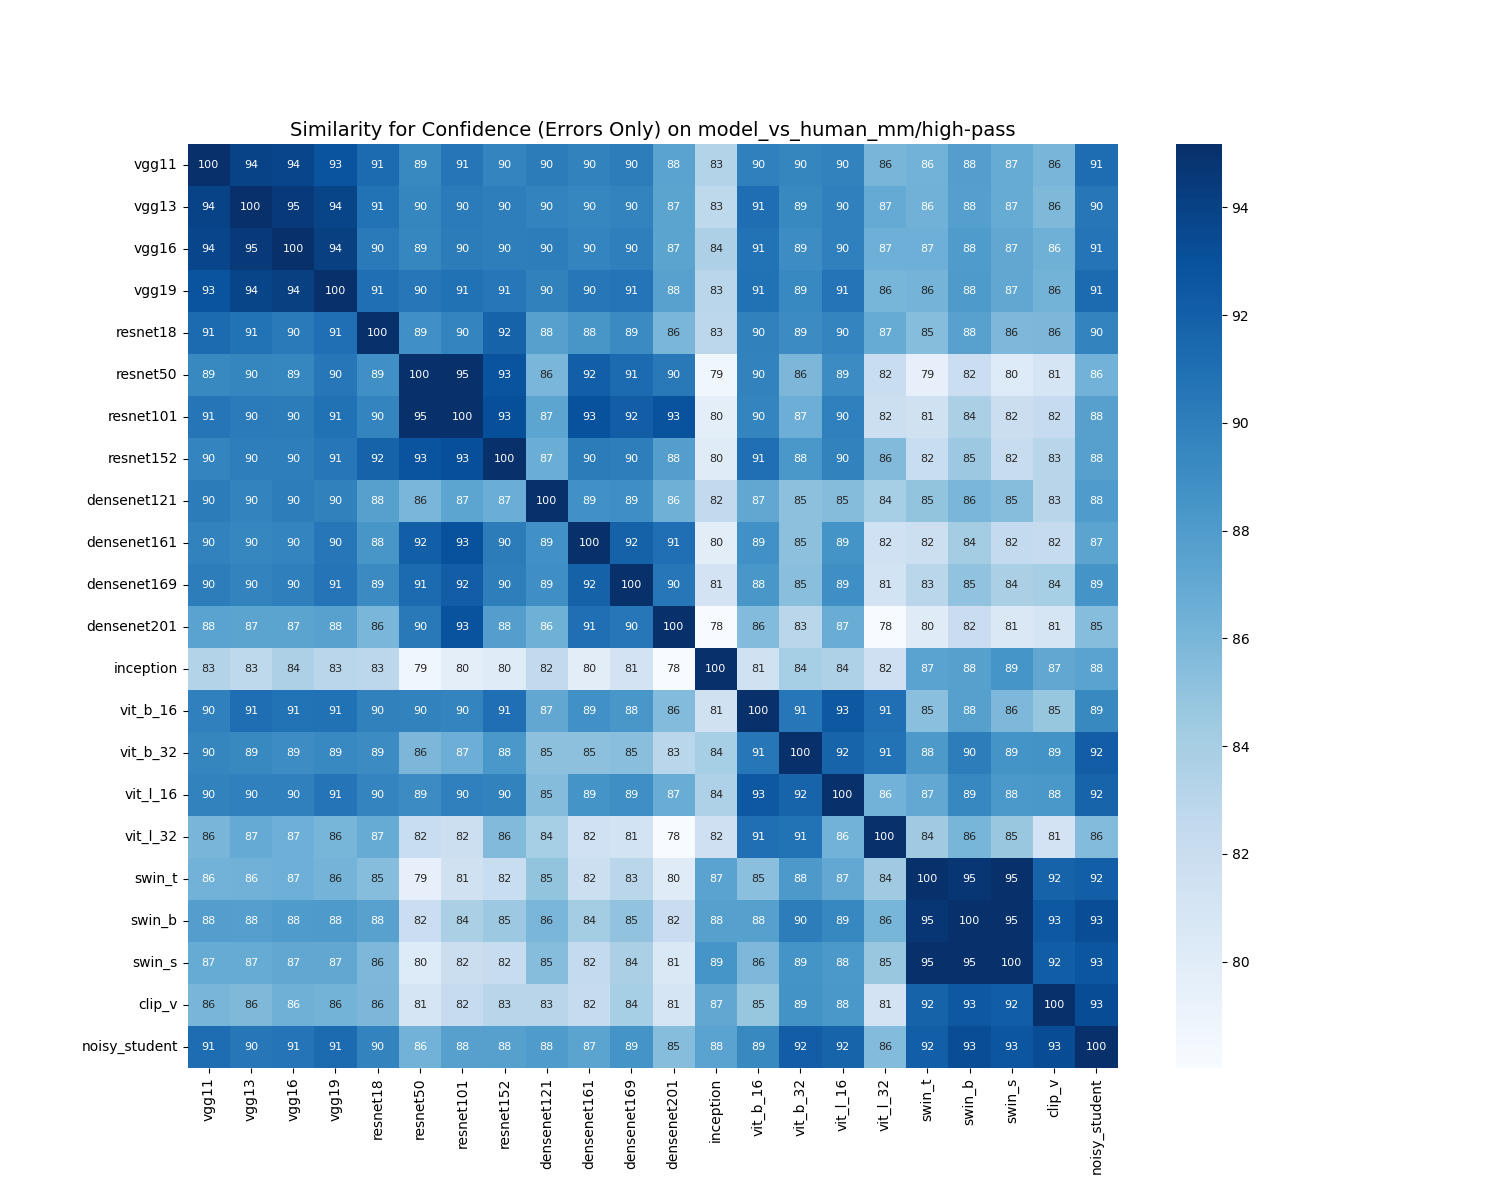 Similarity for Confidence (Errors Only) on model_vs_human_mm/high-pass
vgg11 100 94 94 93 91 89 91 90 90 90 90 88 83 90 90 90 86 86 88 87 86 91
vgg13 94 100 95 94 91 90 90 90 90 90 90 87 83 91 89 90 87 86 88 87 86 90
vgg16 94 95 100 94 90 89 90 90 90 90 90 87 84 91 89 90 87 87 88 87 86 91
vgg19 93 94 94 100 91 90 91 91 90 90 91 88 83 91 89 91 86 86 88 87 86 91
resnet18 91 91 90 91 100 89 90 92 88 88 89 86 83 90 89 90 87 85 88 86 86 90
resnet50 89 90 89 90 89 100 95 93 86 92 91 90 79 90 86 89 82 79 82 80 81 86
resnet101 91 90 90 91 90 95 100 93 87 93 92 93 80 90 87 90 82 81 84 82 82 88
resnet152 90 90 90 91 92 93 93 100 87 90 90 88 80 91 88 90 86 82 85 82 83 88
densenet121 90 90 90 90 88 86 87 87 100 89 89 86 82 87 85 85 84 85 86 85 83 88
densenet161 90 90 90 90 88 92 93 90 89 100 92 91 80 89 85 89 82 82 84 82 82 87
densenet169 90 90 90 91 89 91 92 90 89 92 100 90 81 88 85 89 81 83 85 84 84 89
densenet201 88 87 87 88 86 90 93 88 86 91 90 100 78 86 83 87 78 80 82 81 81 85
inception 83 83 84 83 83 79 80 80 82 80 81 78 100 81 84 84 82 87 88 89 87 88
vit_b_16 90 91 91 91 90 90 90 91 87 89 88 86 81 100 91 93 91 85 88 86 85 89
vit_b_32 90 89 89 89 89 86 87 88 85 85 85 83 84 91 100 92 91 88 90 89 89 92
vit_l_16 90 90 90 91 90 89 90 90 85 89 89 87 84 93 92 100 86 87 89 88 88 92
vit_l_32 86 87 87 86 87 82 82 86 84 82 81 78 82 91 91 86 100 84 86 85 81 86
swin_t 86 86 87 86 85 79 81 82 85 82 83 80 87 85 88 87 84 100 95 95 92 92
swin_b 88 88 88 88 88 82 84 85 86 84 85 82 88 88 90 89 86 95 100 95 93 93
swin_s 87 87 87 87 86 80 82 82 85 82 84 81 89 86 89 88 85 95 95 100 92 93
clip_v 86 86 86 86 86 81 82 83 83 82 84 81 87 85 89 88 81 92 93 92 100 93
noisy_student 91 90 91 91 90 86 88 88 88 87 89 85 88 89 92 92 86 92 93 93 93 100
vgg11 vgg13 vgg16 vgg19 resnet18 resnet50 resnet101 resnet152 densenet121 densenet161 densenet169 densenet201 inception vit_b_16 vit_b_32 vit_l_16 vit_l_32 swin_t swin_b swin_s clip_v noisy_student
94
92
90
88
86
84
82
80